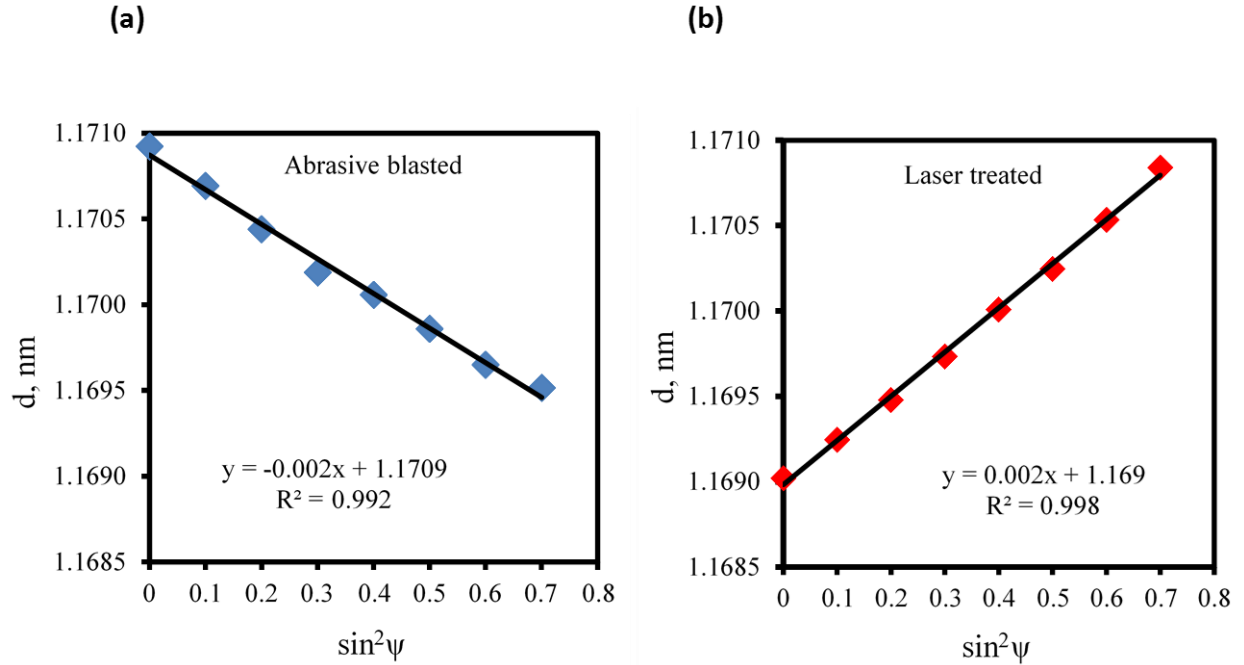 (a)
1.1710
1.1705
1.1700
1.1695
1.1690
1.1685
d, nm
Abrasive blasted
y = -0.002x + 1.1709
R² = 0.992
0 0.1 0.2 0.3 0.4 0.5 0.6 0.7 0.8
sin²ψ
(b)
1.1710
1.1705
1.1700
1.1695
1.1690
1.1685
d, nm
Laser treated
y = 0.002x + 1.169
R² = 0.998
0 0.1 0.2 0.3 0.4 0.5 0.6 0.7 0.8
sin²ψ